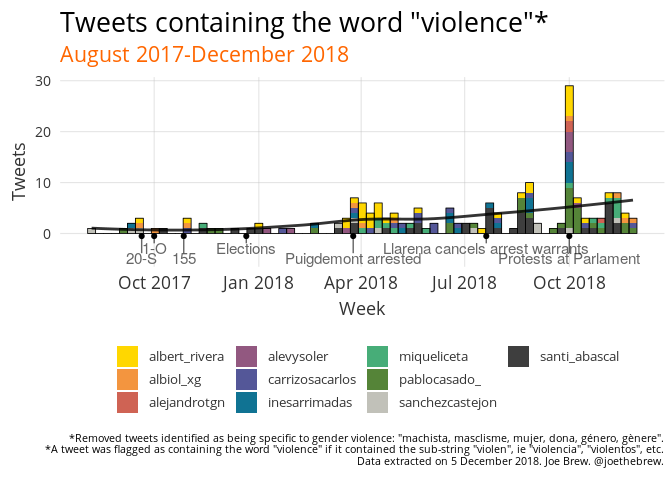 Tweets containing the word "violence"*
August 2017-December 2018
30
20
10
0
Tweets
1-O
Elections
Llarena cancels arrest warrants
20-S
155
Puigdemont arrested
Protests at Parlament
Oct 2017
Jan 2018
Apr 2018
Jul 2018
Oct 2018
Week
albert_rivera
alevysoler
miqueliceta
santi_abascal
albiol_xg
carrizosacarlos
pablocasado_
alejandrotgn
inesarrimadas
sanchezcastejon
*Removed tweets identified as being specific to gender violence: "machista, masclisme, mujer, dona, género, gènere".
*A tweet was flagged as containing the word "violence" if it contained the sub-string "violen", ie "violencia", "violentos", etc.
Data extracted on 5 December 2018. Joe Brew. @joethebrew.